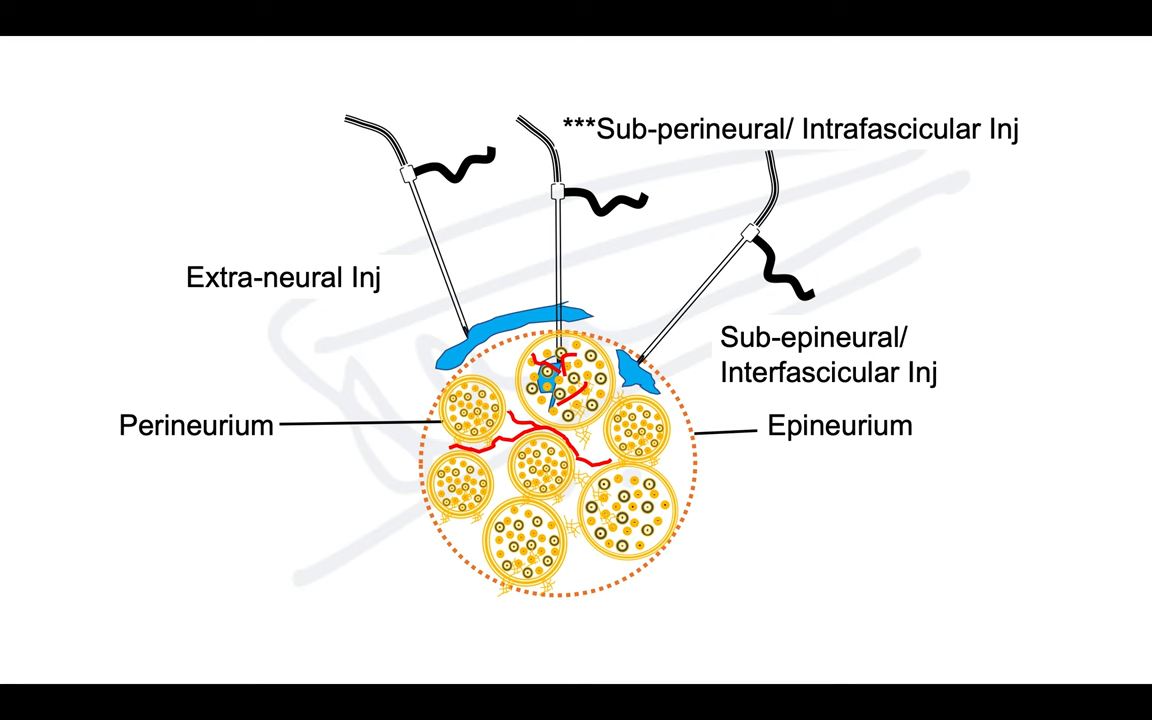 ***Sub-perineural/ Intrafascicular Inj
Extra-neural Inj
Sub-epineural/
Interfascicular Inj
Perineurium
Epineurium